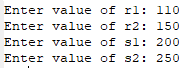 Enter value of r1: 110
Enter value of r2: 150
Enter value of s1: 200
Enter value of s2: 250